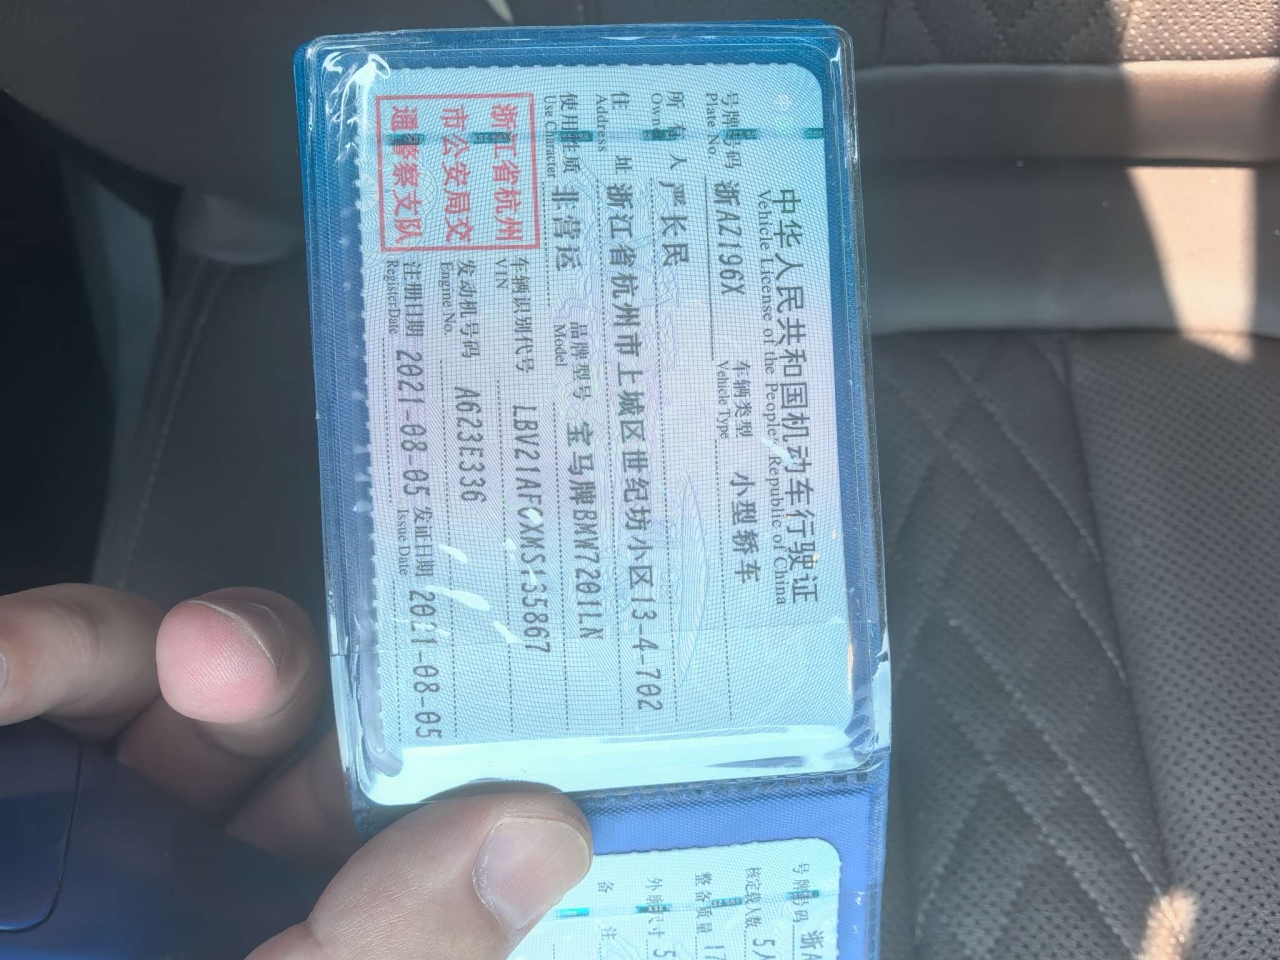 中华人民共和国机动车行驶证
Vehicle License of the People's Republic of China
号牌号码 浙AZ196X 车辆类型 小型轿车
Plate No. Vehicle Type
所有人 严长民
Owner
住址 浙江省杭州市上城区世纪坊小区13-4-702
Address
使用性质 非营运 品牌型号 宝马牌BMW7201LN
Use Character Model
浙江省杭州
市公安局交
通警察支队
车辆识别代号 LBV21AFCXMS135867
VIN
发动机号码 A623E336
Engine No.
注册日期 2021-08-05 发证日期 2021-08-05
Register Date Issue Date
号牌号码 浙A
核定载人数 5人
整备质量 17
外廓尺寸 5
备注